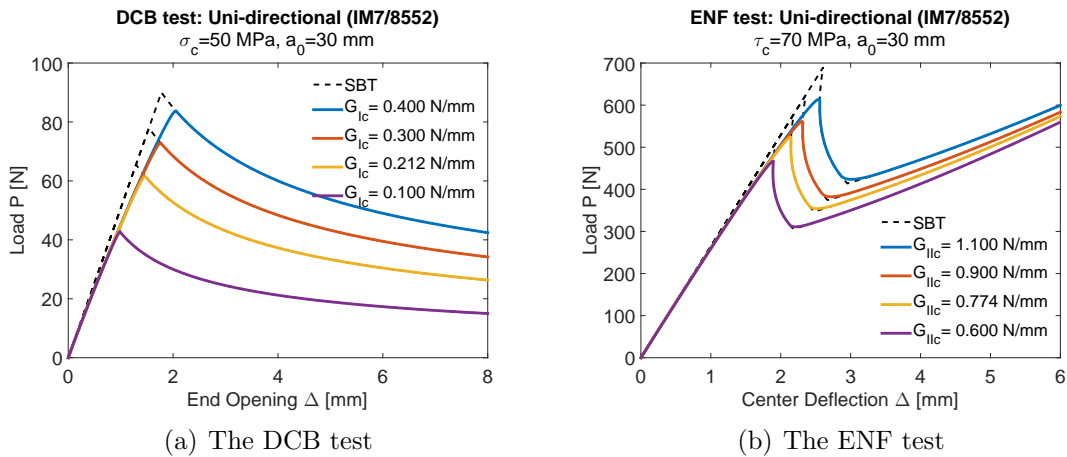 DCB test: Uni-directional (IM7/8552)
σc=50 MPa, a0=30 mm
100
80
60
40
20
0
Load P [N]
SBT
GIc= 0.400 N/mm
GIc= 0.300 N/mm
GIc= 0.212 N/mm
GIc= 0.100 N/mm
0 2 4 6 8
End Opening Δ [mm]
(a) The DCB test
ENF test: Uni-directional (IM7/8552)
τc=70 MPa, a0=30 mm
700
600
500
400
300
200
100
0
Load P [N]
SBT
GIIc= 1.100 N/mm
GIIc= 0.900 N/mm
GIIc= 0.774 N/mm
GIIc= 0.600 N/mm
0 1 2 3 4 5 6
Center Deflection Δ [mm]
(b) The ENF test